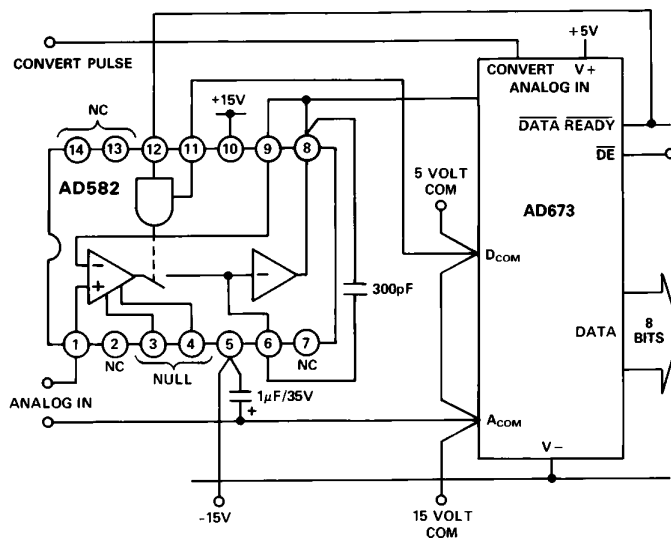 CONVERT PULSE
+5V
CONVERT V+
ANALOG IN
DATA READY
DE
AD673
DCOM
DATA
8
BITS
ACOM
V-
NC
+15V
14 13 12 11 10 9 8
AD582
5 VOLT
COM
300pF
1 2 3 4 5 6 7
NC
NULL
NC
ANALOG IN
1µF/35V
+
-15V
15 VOLT
COM